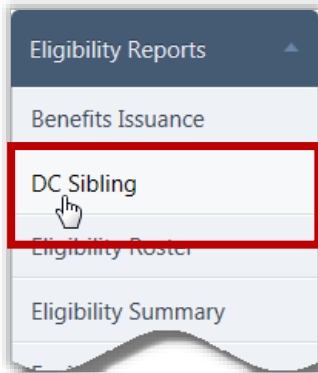 Eligibility Reports
Benefits Issuance
DC Sibling
Eligibility Roster
Eligibility Summary